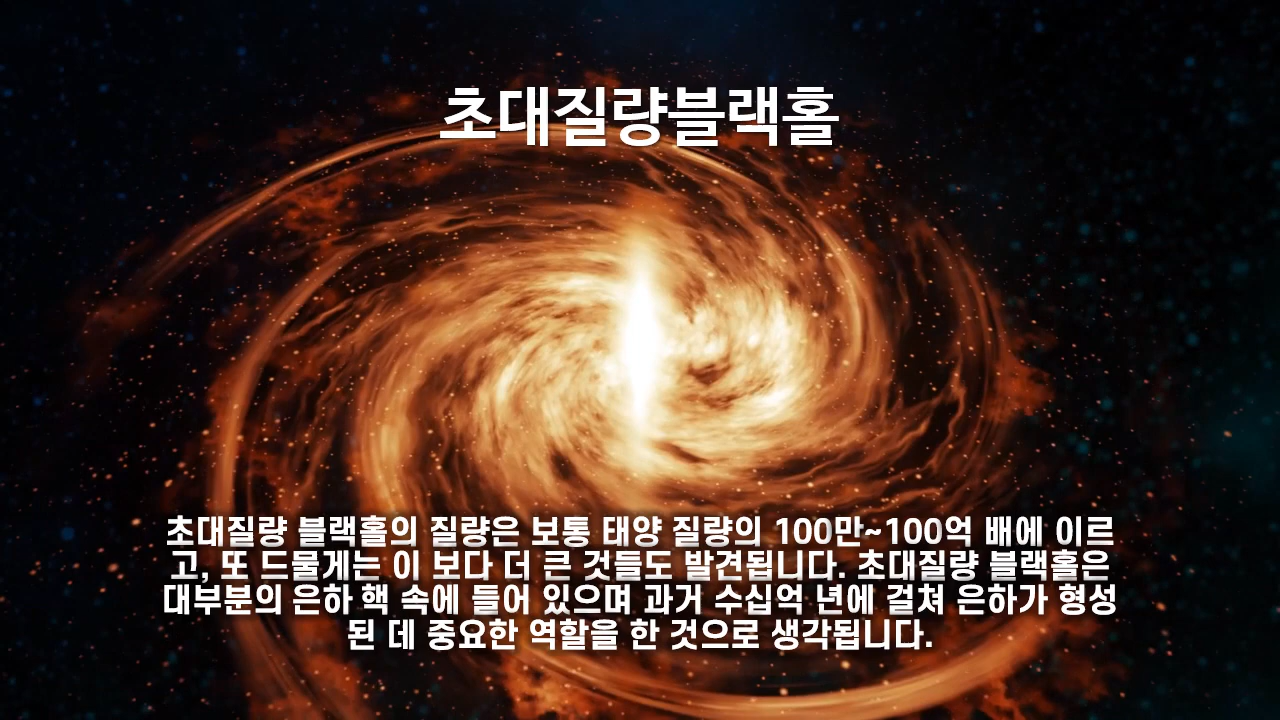 초대질량블랙홀
초대질량 블랙홀의 질량은 보통 태양 질량의 100만~100억 배에 이르
고, 또 드물게는 이 보다 더 큰 것들도 발견됩니다. 초대질량 블랙홀은
대부분의 은하 핵 속에 들어 있으며 과거 수십억 년에 걸쳐 은하가 형성
된 데 중요한 역할을 한 것으로 생각됩니다.